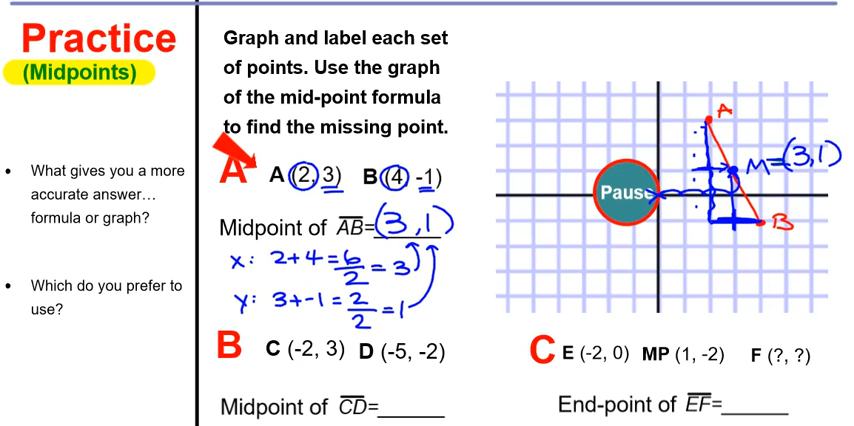 Practice
(Midpoints)
• What gives you a more
accurate answer…
formula or graph?
• Which do you prefer to
use?
Graph and label each set
of points. Use the graph
of the mid-point formula
to find the missing point.
A A (2, 3) B (4, -1)
Midpoint of AB=(3,1)
x: 2+4=6/2=3
y: 3+-1=2/2=1
A
M=(3,1)
Pause
B
B C (-2, 3) D (-5, -2)
Midpoint of CD=______
C E (-2, 0) MP (1, -2) F (?, ?)
End-point of EF=______